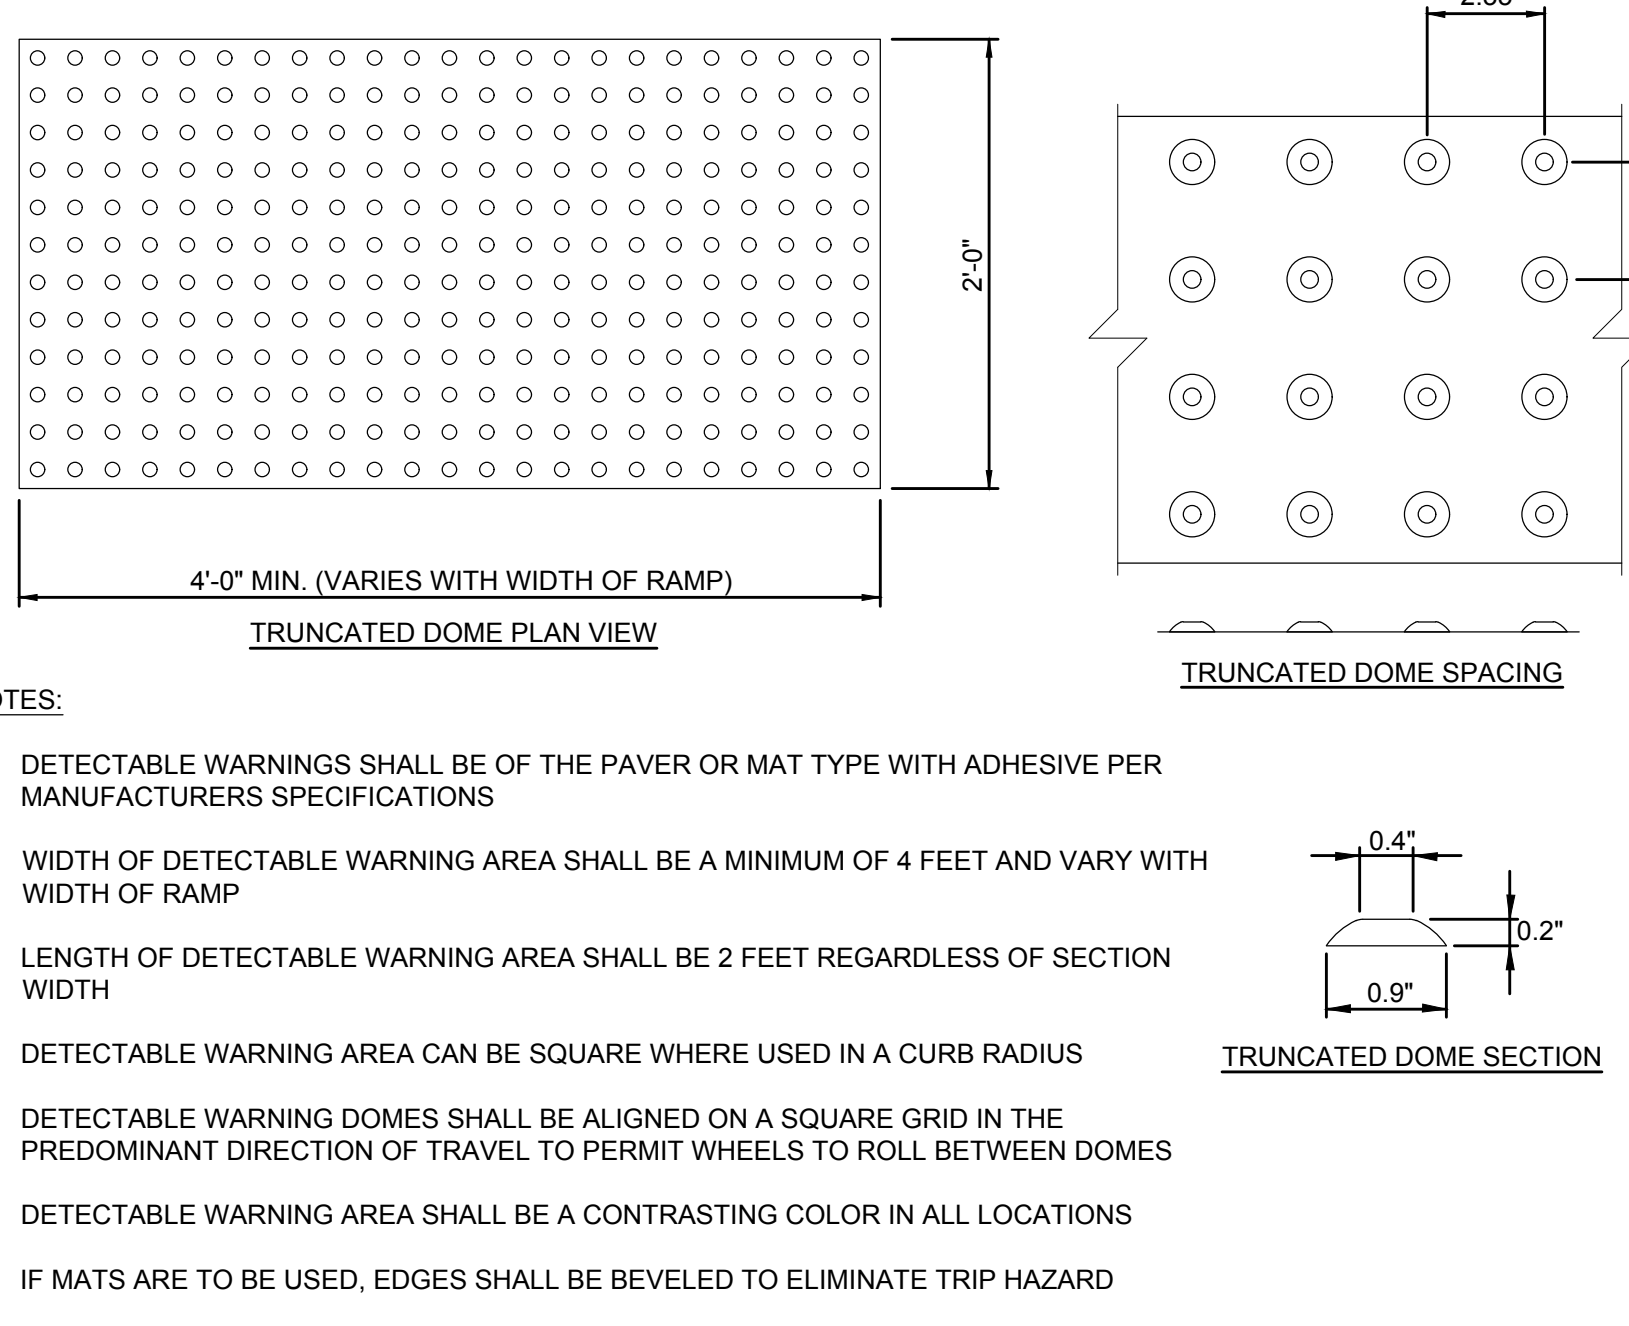 2'-0"
4'-0" MIN. (VARIES WITH WIDTH OF RAMP)
TRUNCATED DOME PLAN VIEW
TRUNCATED DOME SPACING
OTES:
DETECTABLE WARNINGS SHALL BE OF THE PAVER OR MAT TYPE WITH ADHESIVE PER
MANUFACTURERS SPECIFICATIONS
WIDTH OF DETECTABLE WARNING AREA SHALL BE A MINIMUM OF 4 FEET AND VARY WITH
WIDTH OF RAMP
LENGTH OF DETECTABLE WARNING AREA SHALL BE 2 FEET REGARDLESS OF SECTION
WIDTH
DETECTABLE WARNING AREA CAN BE SQUARE WHERE USED IN A CURB RADIUS
DETECTABLE WARNING DOMES SHALL BE ALIGNED ON A SQUARE GRID IN THE
PREDOMINANT DIRECTION OF TRAVEL TO PERMIT WHEELS TO ROLL BETWEEN DOMES
DETECTABLE WARNING AREA SHALL BE A CONTRASTING COLOR IN ALL LOCATIONS
IF MATS ARE TO BE USED, EDGES SHALL BE BEVELED TO ELIMINATE TRIP HAZARD
0.4"
0.2"
0.9"
TRUNCATED DOME SECTION